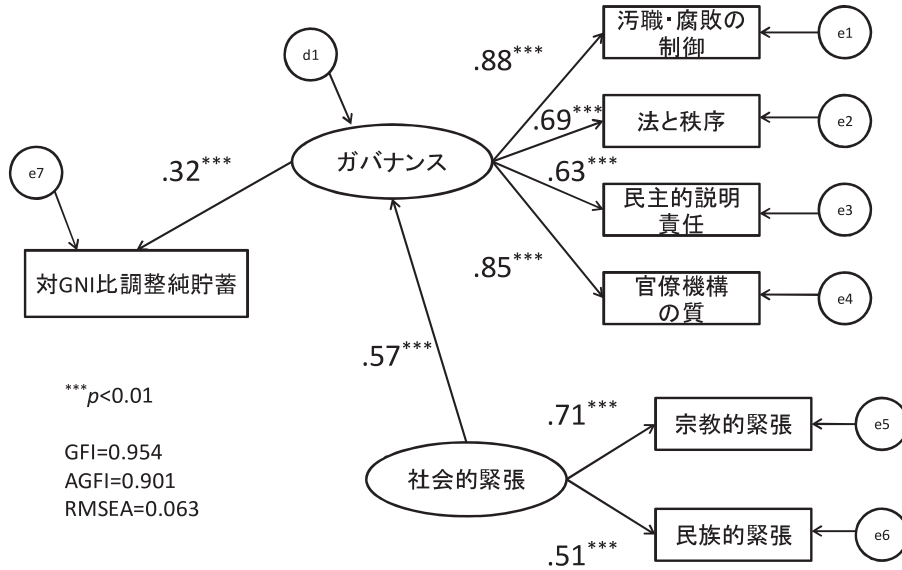 汚職・腐敗の
制御
e1
d1
.88***
法と秩序
e2
.69***
ガバナンス
.32***
e7
.63***
民主的説明
責任
e3
対GNI比調整純貯蓄
.85***
官僚機構
の質
e4
.57***
***p<0.01
GFI=0.954
AGFI=0.901
RMSEA=0.063
社会的緊張
.71***
宗教的緊張
e5
.51***
民族的緊張
e6